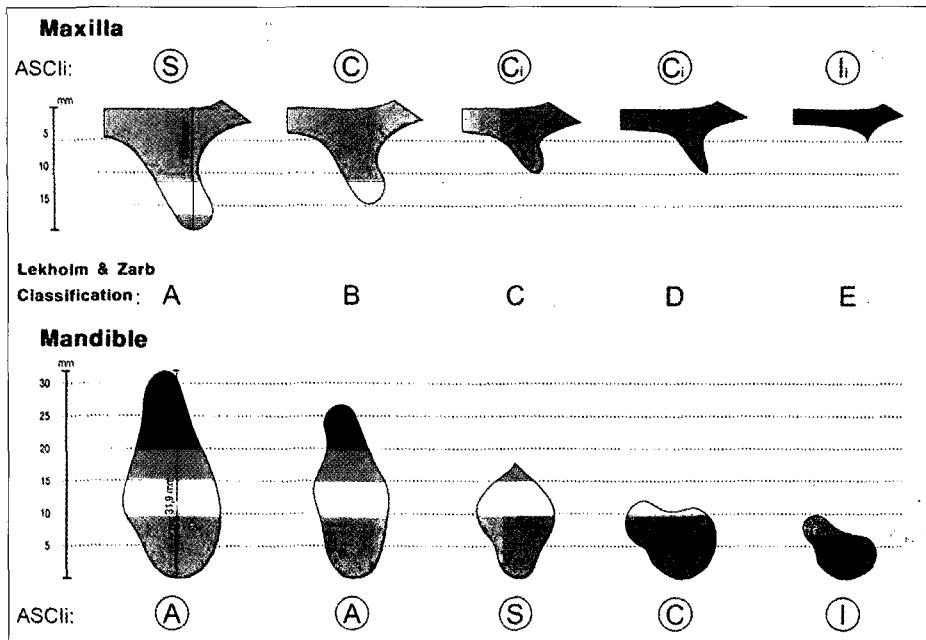 Maxilla
ASCIi: S C Ci Ci Ii
mm
5
10
15
Lekholm & Zarb
Classification: A B C D E
Mandible
mm
30
25
20
15
10
5
31,9 mm
ASCIi: A A S C I